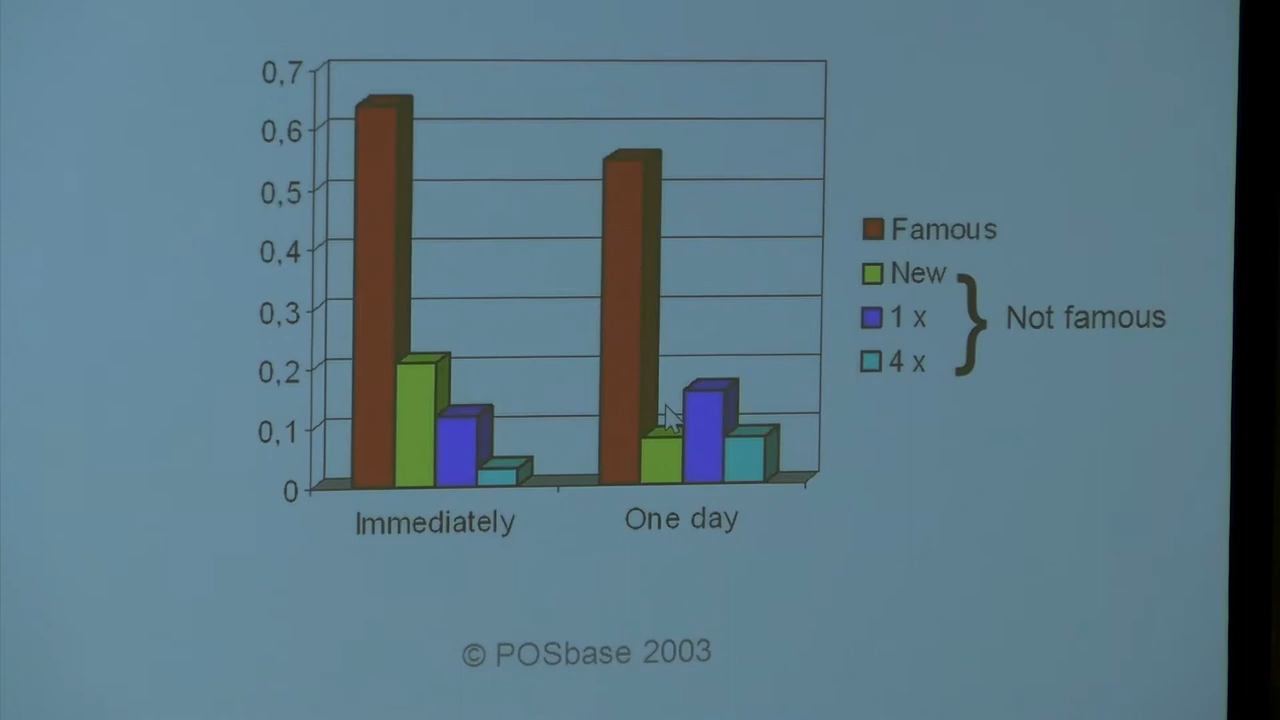 0,7
0,6
0,5
0,4
0,3
0,2
0,1
0
Immediately
One day
Famous
New
1 x
4 x
Not famous
© POSbase 2003